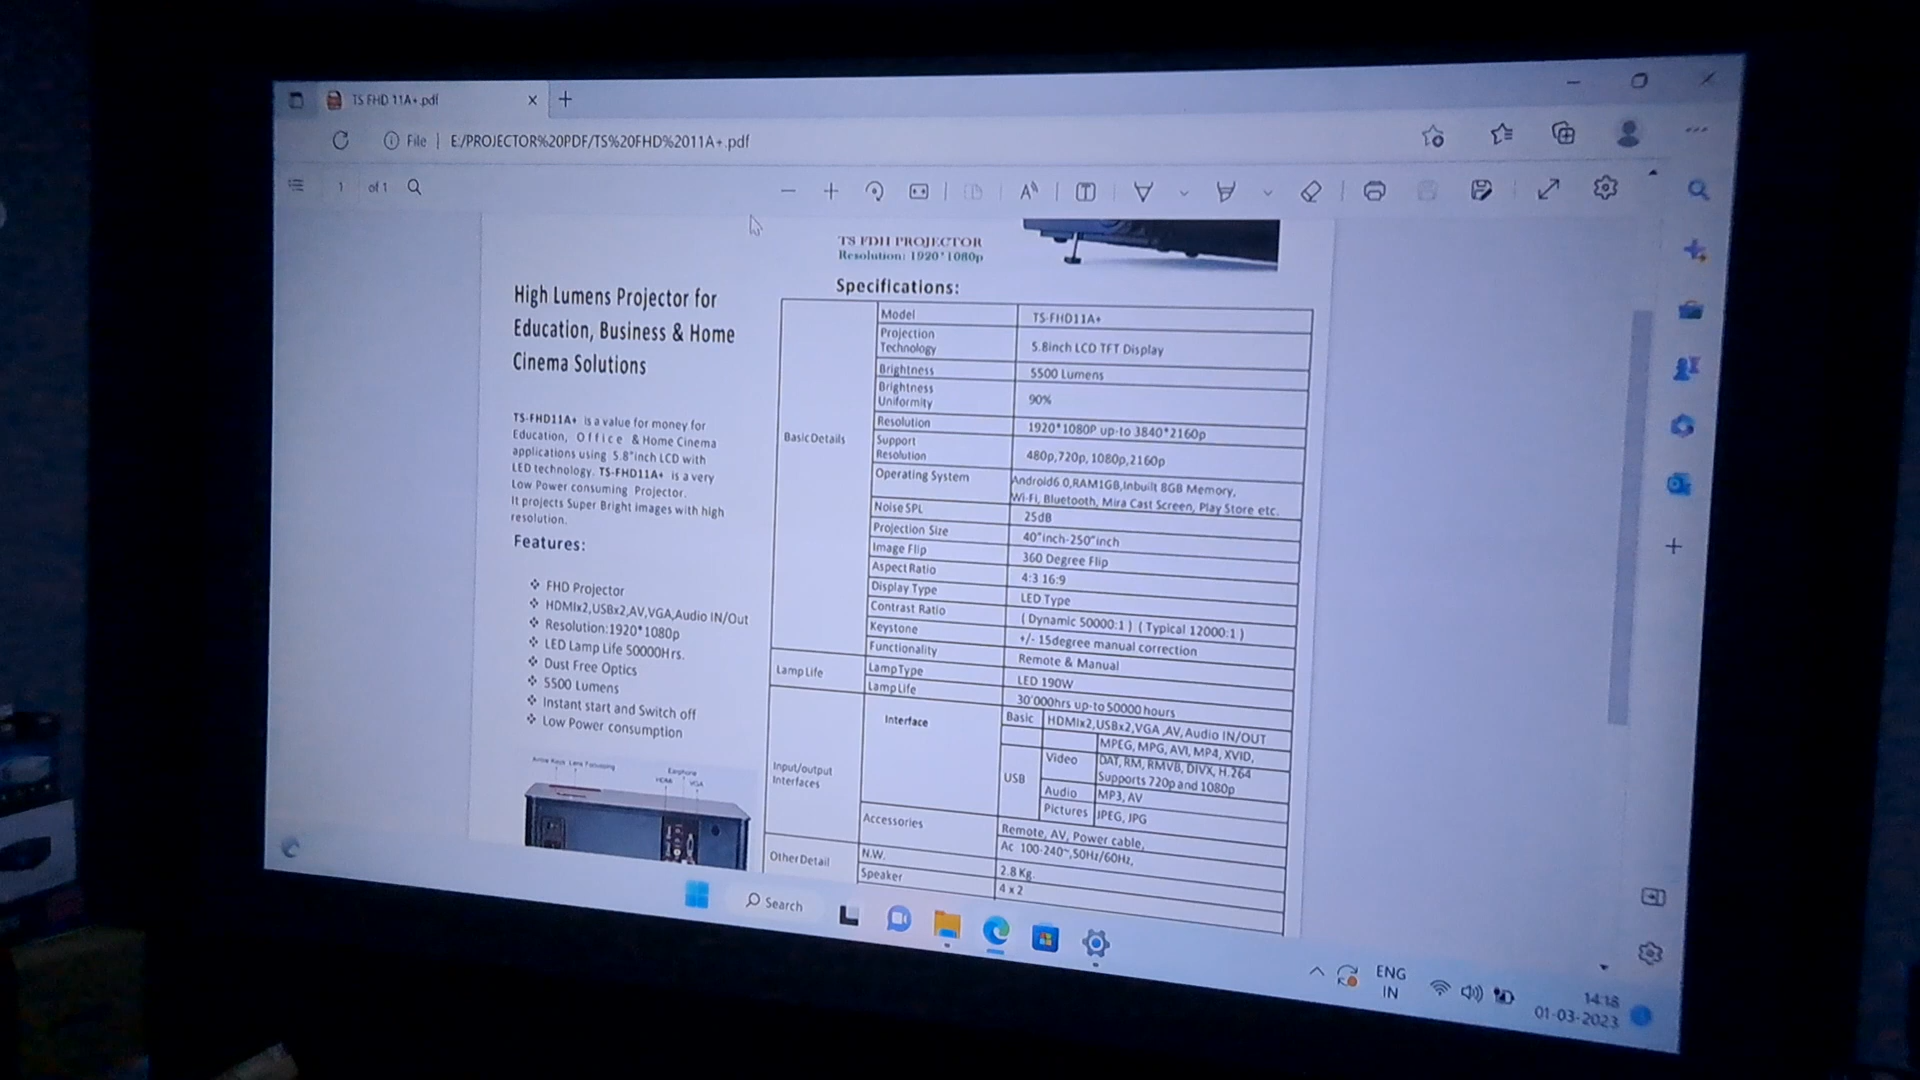 TS FHD 11A+.pdf
File | E:/PROJECTOR%20PDF/TS%20FHD%2011A+.pdf
1 of 1
TS FDH PROJECTOR
Resolution: 1920*1080p
High Lumens Projector for
Education, Business & Home
Cinema Solutions
TS-FHD11A+ is a value for money for
Education, Office & Home Cinema
applications using 5.8"inch LCD with
LED technology. TS-FHD11A+ is a very
Low Power consuming Projector.
It projects Super Bright images with high
resolution.
Features:
❖ FHD Projector
❖ HDMIx2,USBx2,AV,VGA,Audio IN/Out
❖ Resolution:1920*1080p
❖ LED Lamp Life 50000Hrs.
❖ Dust Free Optics
❖ 5500 Lumens
❖ Instant start and Switch off
❖ Low Power consumption
Lens Focusing
Earphone
HDMI
VGA
Specifications:
Basic Details
Model TS-FHD11A+
Projection
Technology 5.8inch LCD TFT Display
Brightness 5500 Lumens
Brightness
Uniformity 90%
Resolution 1920*1080P up-to 3840*2160p
Support
Resolution 480p,720p,1080p,2160p
Operating System Android6.0,RAM1GB,Inbuilt 8GB Memory,
Wi-Fi, Bluetooth, Mira Cast Screen, Play Store etc.
Noise SPL 25dB
Projection Size 40"inch-250"inch
Image Flip 360 Degree Flip
Aspect Ratio 4:3 16:9
Display Type LED Type
Contrast Ratio ( Dynamic 50000:1 ) ( Typical 12000:1 )
Keystone +/- 15degree manual correction
Functionality Remote & Manual
Lamp Life
Lamp Type LED 190W
Lamp Life 30'000hrs up-to 50000 hours
Input/output
Interfaces
Interface
Basic HDMIx2,USBx2,VGA ,AV,Audio IN/OUT
USB
Video MPEG, MPG, AVI, MP4, XVID,
DAT, RM, RMVB, DIVX, H.264
Supports 720p and 1080p
Audio MP3, AV
Pictures JPEG, JPG
Accessories Remote, AV, Power cable,
Ac 100-240~,50Hz/60Hz,
Other Detail
N.W. 2.8 Kg.
Speaker 4 x 2
Search
ENG
IN
14:18
01-03-2023